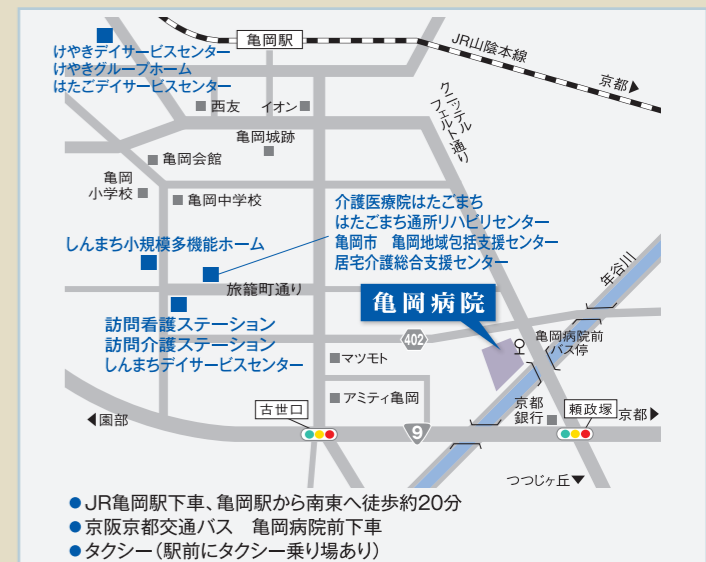 亀岡駅
JR山陰本線
京都▶
けやきデイサービスセンター
けやきグループホーム
はたごデイサービスセンター
クニッテル
フェルト通り
西友
イオン
亀岡城跡
亀岡会館
亀岡
小学校
亀岡中学校
介護医療院はたごまち
はたごまち通所リハビリセンター
亀岡市　亀岡地域包括支援センター
居宅介護総合支援センター
しんまち小規模多機能ホーム
年谷川
旅籠町通り
亀岡病院
訪問看護ステーション
訪問介護ステーション
しんまちデイサービスセンター
402
亀岡病院前
バス停
マツモト
アミティ亀岡
京都
銀行
古世口
頼政塚
京都▶
◀園部
9
つつじヶ丘▼
●JR亀岡駅下車、亀岡駅から南東へ徒歩約20分
●京阪京都交通バス　亀岡病院前下車
●タクシー（駅前にタクシー乗り場あり）